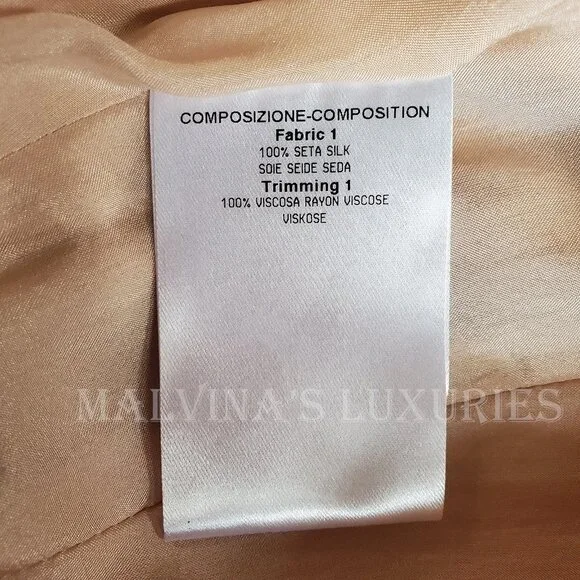 COMPOSIZIONE-COMPOSITION
Fabric 1
100% SETA SILK
SOIE SEIDE SEDA
Trimming 1
100% VISCOSA RAYON VISCOSE
VISKOSE
MALVINA'S LUXURIES